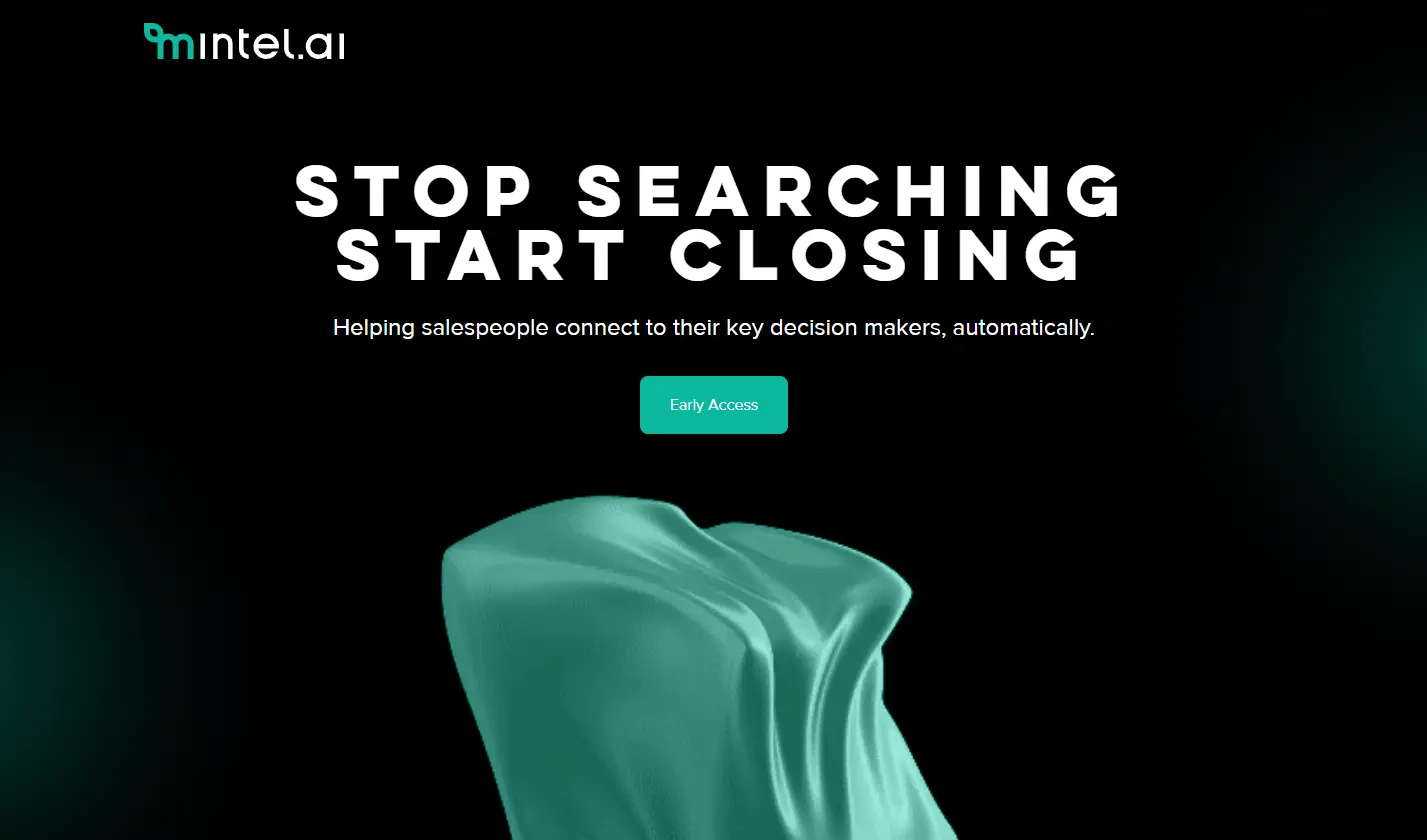 mintel.ai
STOP SEARCHING
START CLOSING
Helping salespeople connect to their key decision makers, automatically.
Early Access